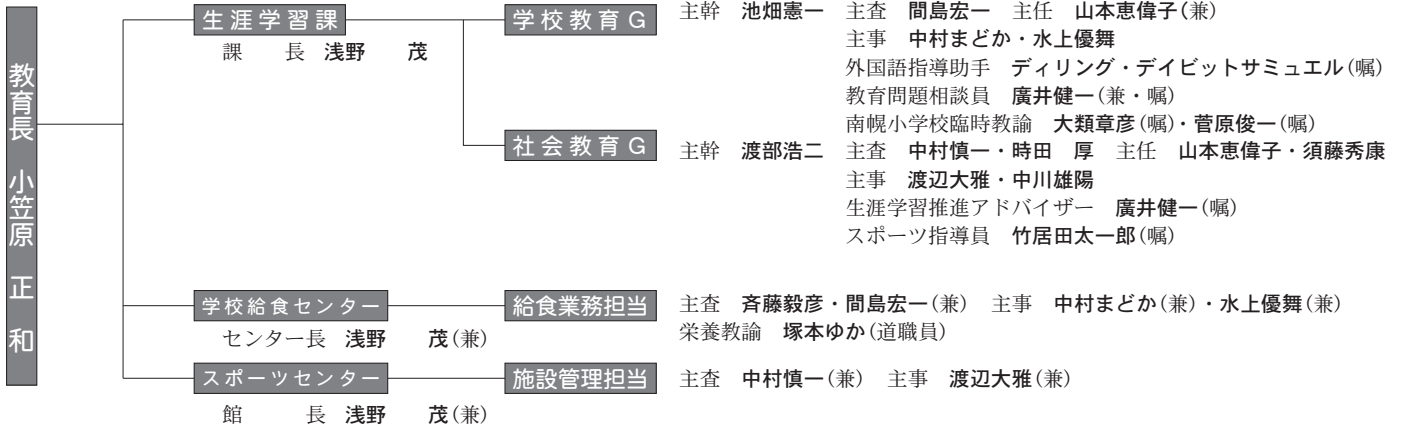 教育長　小笠原　正　和
生涯学習課
課　　長　浅野　　茂
学校教育G
主幹　池畑憲一　主査　間島宏一　主任　山本恵偉子(兼)
主事　中村まどか・水上優舞
外国語指導助手　ディリング・デイビットサミュエル(嘱)
教育問題相談員　廣井健一(兼・嘱)
南幌小学校臨時教諭　大類章彦(嘱)・菅原俊一(嘱)
社会教育G
主幹　渡部浩二　主査　中村慎一・時田　厚　主任　山本恵偉子・須藤秀康
主事　渡辺大雅・中川雄陽
生涯学習推進アドバイザー　廣井健一(嘱)
スポーツ指導員　竹居田太一郎(嘱)
学校給食センター
センター長　浅野　　茂(兼)
給食業務担当
主査　斉藤毅彦・間島宏一(兼)　主事　中村まどか(兼)・水上優舞(兼)
栄養教諭　塚本ゆか(道職員)
スポーツセンター
館　　　長　浅野　　茂(兼)
施設管理担当
主査　中村慎一(兼)　主事　渡辺大雅(兼)